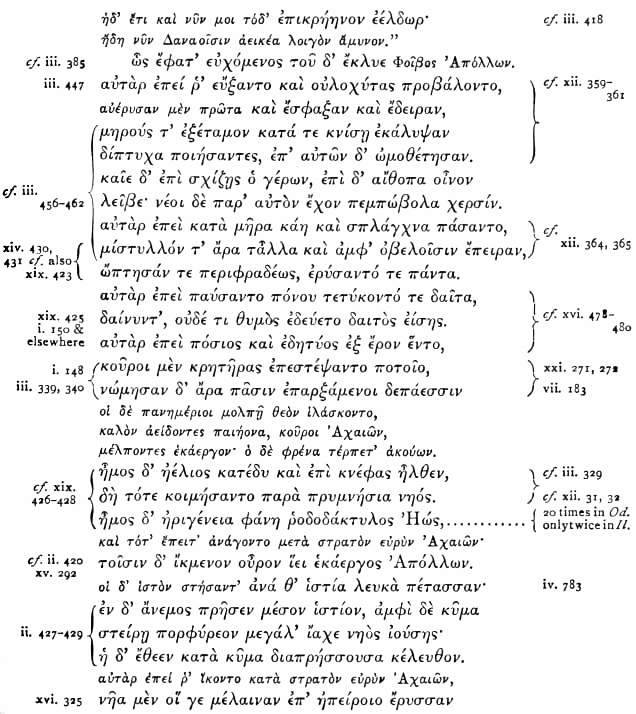 ἠδ’ ἔτι καὶ νῦν μοι τόδ’ ἐπικρήηνον ἐέλδωρ· cf. iii. 418
ἤδη νῦν Δαναοῖσιν ἀεικέα λοιγὸν ἄμυνον.”
cf. iii. 385 ὣς ἔφατ’ εὐχόμενος τοῦ δ’ ἔκλυε Φοῖβος Ἀπόλλων.
iii. 447 αὐτὰρ ἐπεί ῥ’ εὔξαντο καὶ οὐλοχύτας προβάλοντο, cf. xii. 359–
361
αὐέρυσαν μὲν πρῶτα καὶ ἔσφαξαν καὶ ἔδειραν,
μηρούς τ’ ἐξέταμον κατά τε κνίσῃ ἐκάλυψαν
δίπτυχα ποιήσαντες, ἐπ’ αὐτῶν δ’ ὠμοθέτησαν.
καῖε δ’ ἐπὶ σχίζῃς ὁ γέρων, ἐπὶ δ’ αἴθοπα οἶνον
cf. iii.
456–462
λεῖβε· νέοι δὲ παρ’ αὐτὸν ἔχον πεμπώβολα χερσίν.
αὐτὰρ ἐπεὶ κατὰ μῆρα κάη καὶ σπλάγχνα πάσαντο, cf.
xii. 364, 365
xiv. 430,
431 cf. also
xix. 423
μίστυλλόν τ’ ἄρα τἆλλα καὶ ἀμφ’ ὀβελοῖσιν ἔπειραν,
ὤπτησάν τε περιφραδέως, ἐρύσαντό τε πάντα.
αὐτὰρ ἐπεὶ παύσαντο πόνου τετύκοντό τε δαῖτα,
xix. 425 δαίνυντ’, οὐδέ τι θυμὸς ἐδεύετο δαιτὸς ἐίσης. cf. xvi. 478–
480
i. 150 &
elsewhere αὐτὰρ ἐπεὶ πόσιος καὶ ἐδητύος ἐξ ἔρον ἕντο,
i. 148 κοῦροι μὲν κρητῆρας ἐπεστέψαντο ποτοῖο, xxi. 271, 272
iii. 339, 340 νώμησαν δ’ ἄρα πᾶσιν ἐπαρξάμενοι δεπάεσσιν vii. 183
οἱ δὲ πανημέριοι μολπῇ θεὸν ἱλάσκοντο,
καλὸν ἀείδοντες παιήονα, κοῦροι Ἀχαιῶν,
μέλποντες ἑκάεργον· ὁ δὲ φρένα τέρπετ’ ἀκούων.
ἦμος δ’ ἠέλιος κατέδυ καὶ ἐπὶ κνέφας ἦλθεν, cf. iii. 329
cf. xix.
426–428
δὴ τότε κοιμήσαντο παρὰ πρυμνήσια νηός. cf. xii. 31, 32
ἦμος δ’ ἠριγένεια φάνη ῥοδοδάκτυλος Ἠώς,............ 20 times in Od.
only twice in Il.
καὶ τότ’ ἔπειτ’ ἀνάγοντο μετὰ στρατὸν εὐρὺν Ἀχαιῶν·
cf. ii. 420
xv. 292
τοῖσιν δ’ ἴκμενον οὖρον ἵει ἑκάεργος Ἀπόλλων.
οἱ δ’ ἱστὸν στήσαντ’ ἀνά θ’ ἱστία λευκὰ πέτασσαν· iv. 783
ἐν δ’ ἄνεμος πρῆσεν μέσον ἱστίον, ἀμφὶ δὲ κῦμα
ii. 427–429 στείρῃ πορφύρεον μεγάλ’ ἴαχε νηὸς ἰούσης·
ἡ δ’ ἔθεεν κατὰ κῦμα διαπρήσσουσα κέλευθον.
αὐτὰρ ἐπεί ῥ’ ἵκοντο κατὰ στρατὸν εὐρὺν Ἀχαιῶν,
xvi. 325 νῆα μὲν οἵ γε μέλαιναν ἐπ’ ἠπείροιο ἔρυσσαν